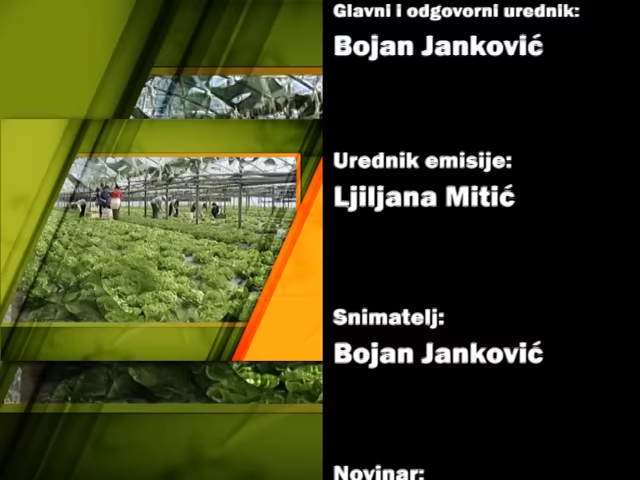 Glavni i odgovorni urednik:
Bojan Janković
Urednik emisije:
Ljiljana Mitić
Snimatelj:
Bojan Janković
Novinar: